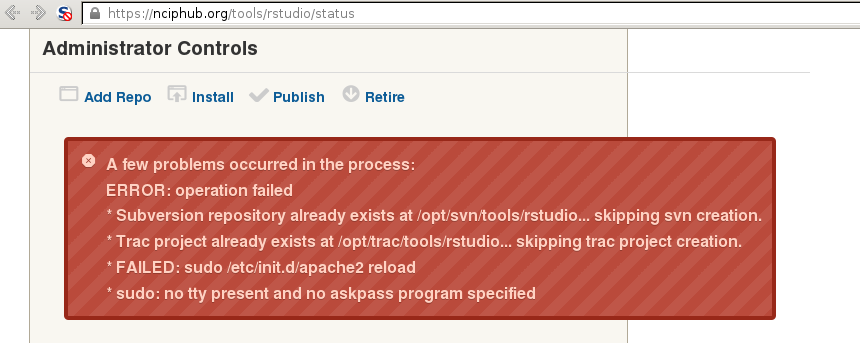 https://nciphub.org/tools/rstudio/status
Administrator Controls
Add Repo Install Publish Retire
A few problems occurred in the process:
ERROR: operation failed
* Subversion repository already exists at /opt/svn/tools/rstudio... skipping svn creation.
* Trac project already exists at /opt/trac/tools/rstudio... skipping trac project creation.
* FAILED: sudo /etc/init.d/apache2 reload
* sudo: no tty present and no askpass program specified